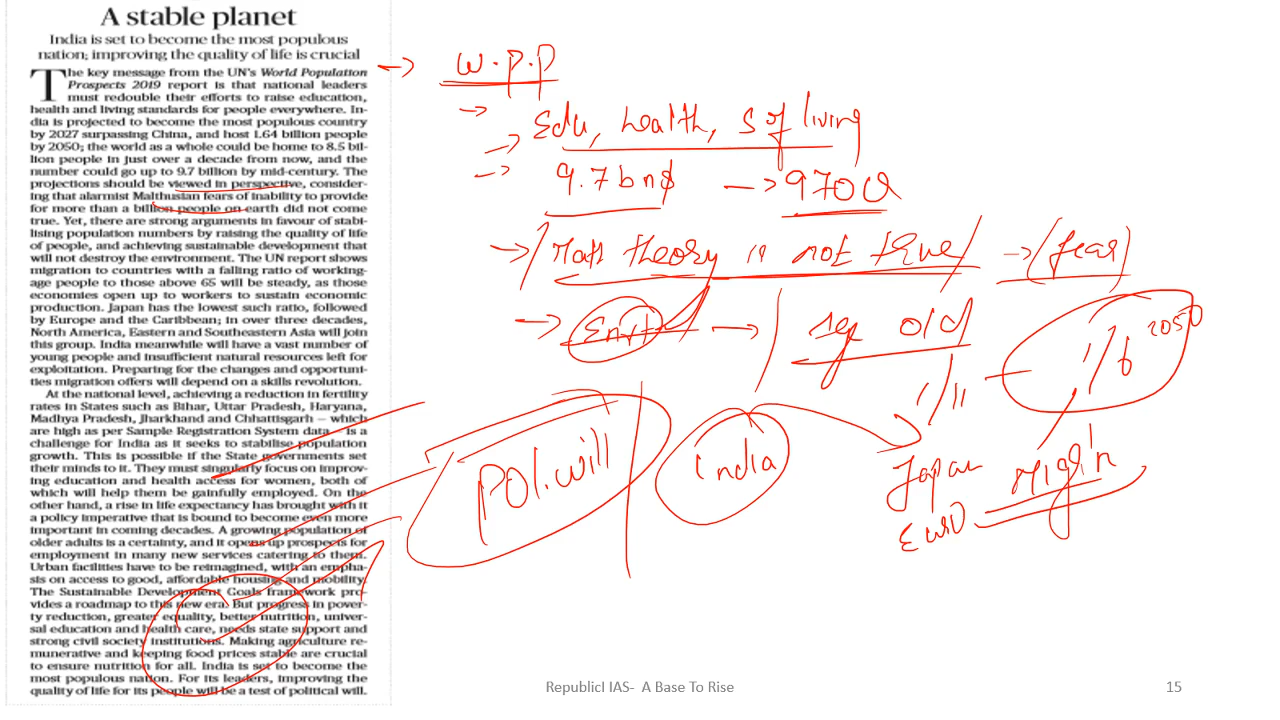 A stable planet
India is set to become the most populous
nation; improving the quality of life is crucial
The key message from the UN's World Population
Prospects 2019 report is that national leaders
must redouble their efforts to raise education,
health and living standards for people everywhere. In-
dia is projected to become the most populous country
by 2027 surpassing China, and host 1.64 billion people
by 2050; the world as a whole could be home to 8.5 bil-
lion people in just over a decade from now, and the
number could go up to 9.7 billion by mid-century. The
projections should be viewed in perspective, consider-
ing that alarmist Malthusian fears of inability to provide
for more than a billion people on earth did not come
true. Yet, there are strong arguments in favour of stabi-
lising population numbers by raising the quality of life
of people, and achieving sustainable development that
will not destroy the environment. The UN report shows
migration to countries with a falling ratio of working-
age people to those above 65 will be steady, as those
economies open up to workers to sustain economic
production. Japan has the lowest such ratio, followed
by Europe and the Caribbean; in over three decades,
North America, Eastern and Southeastern Asia will join
this group. India meanwhile will have a vast number of
young people and insufficient natural resources left for
exploitation. Preparing for the changes and opportuni-
ties migration offers will depend on a skills revolution.
At the national level, achieving a reduction in fertility
rates in States such as Bihar, Uttar Pradesh, Haryana,
Madhya Pradesh, Jharkhand and Chhattisgarh – which
are high as per Sample Registration System data – is a
challenge for India as it seeks to stabilise population
growth. This is possible if the State governments set
their minds to it. They must singularly focus on improv-
ing education and health access for women, both of
which will help them be gainfully employed. On the
other hand, a rise in life expectancy has brought with it
a policy imperative that is bound to become even more
important in coming decades. A growing population of
older adults is a certainty, and it opens up prospects for
employment in many new services catering to them.
Urban facilities have to be reimagined, with an empha-
sis on access to good, affordable housing and mobility.
The Sustainable Development Goals framework pro-
vides a roadmap to this new era. But progress in pover-
ty reduction, greater equality, better nutrition, univer-
sal education and health care, needs state support and
strong civil society institutions. Making agriculture re-
munerative and keeping food prices stable are crucial
to ensure nutrition for all. India is set to become the
most populous nation. For its leaders, improving the
quality of life for its people will be a test of political will.
W.P.P
Edu, health, S of living
9.7 bn → 970
theory is not true → (fear)
old
1/11 – 1/6 2050
Pol. will
India
Japan
Euro
RepublicI IAS- A Base To Rise
15